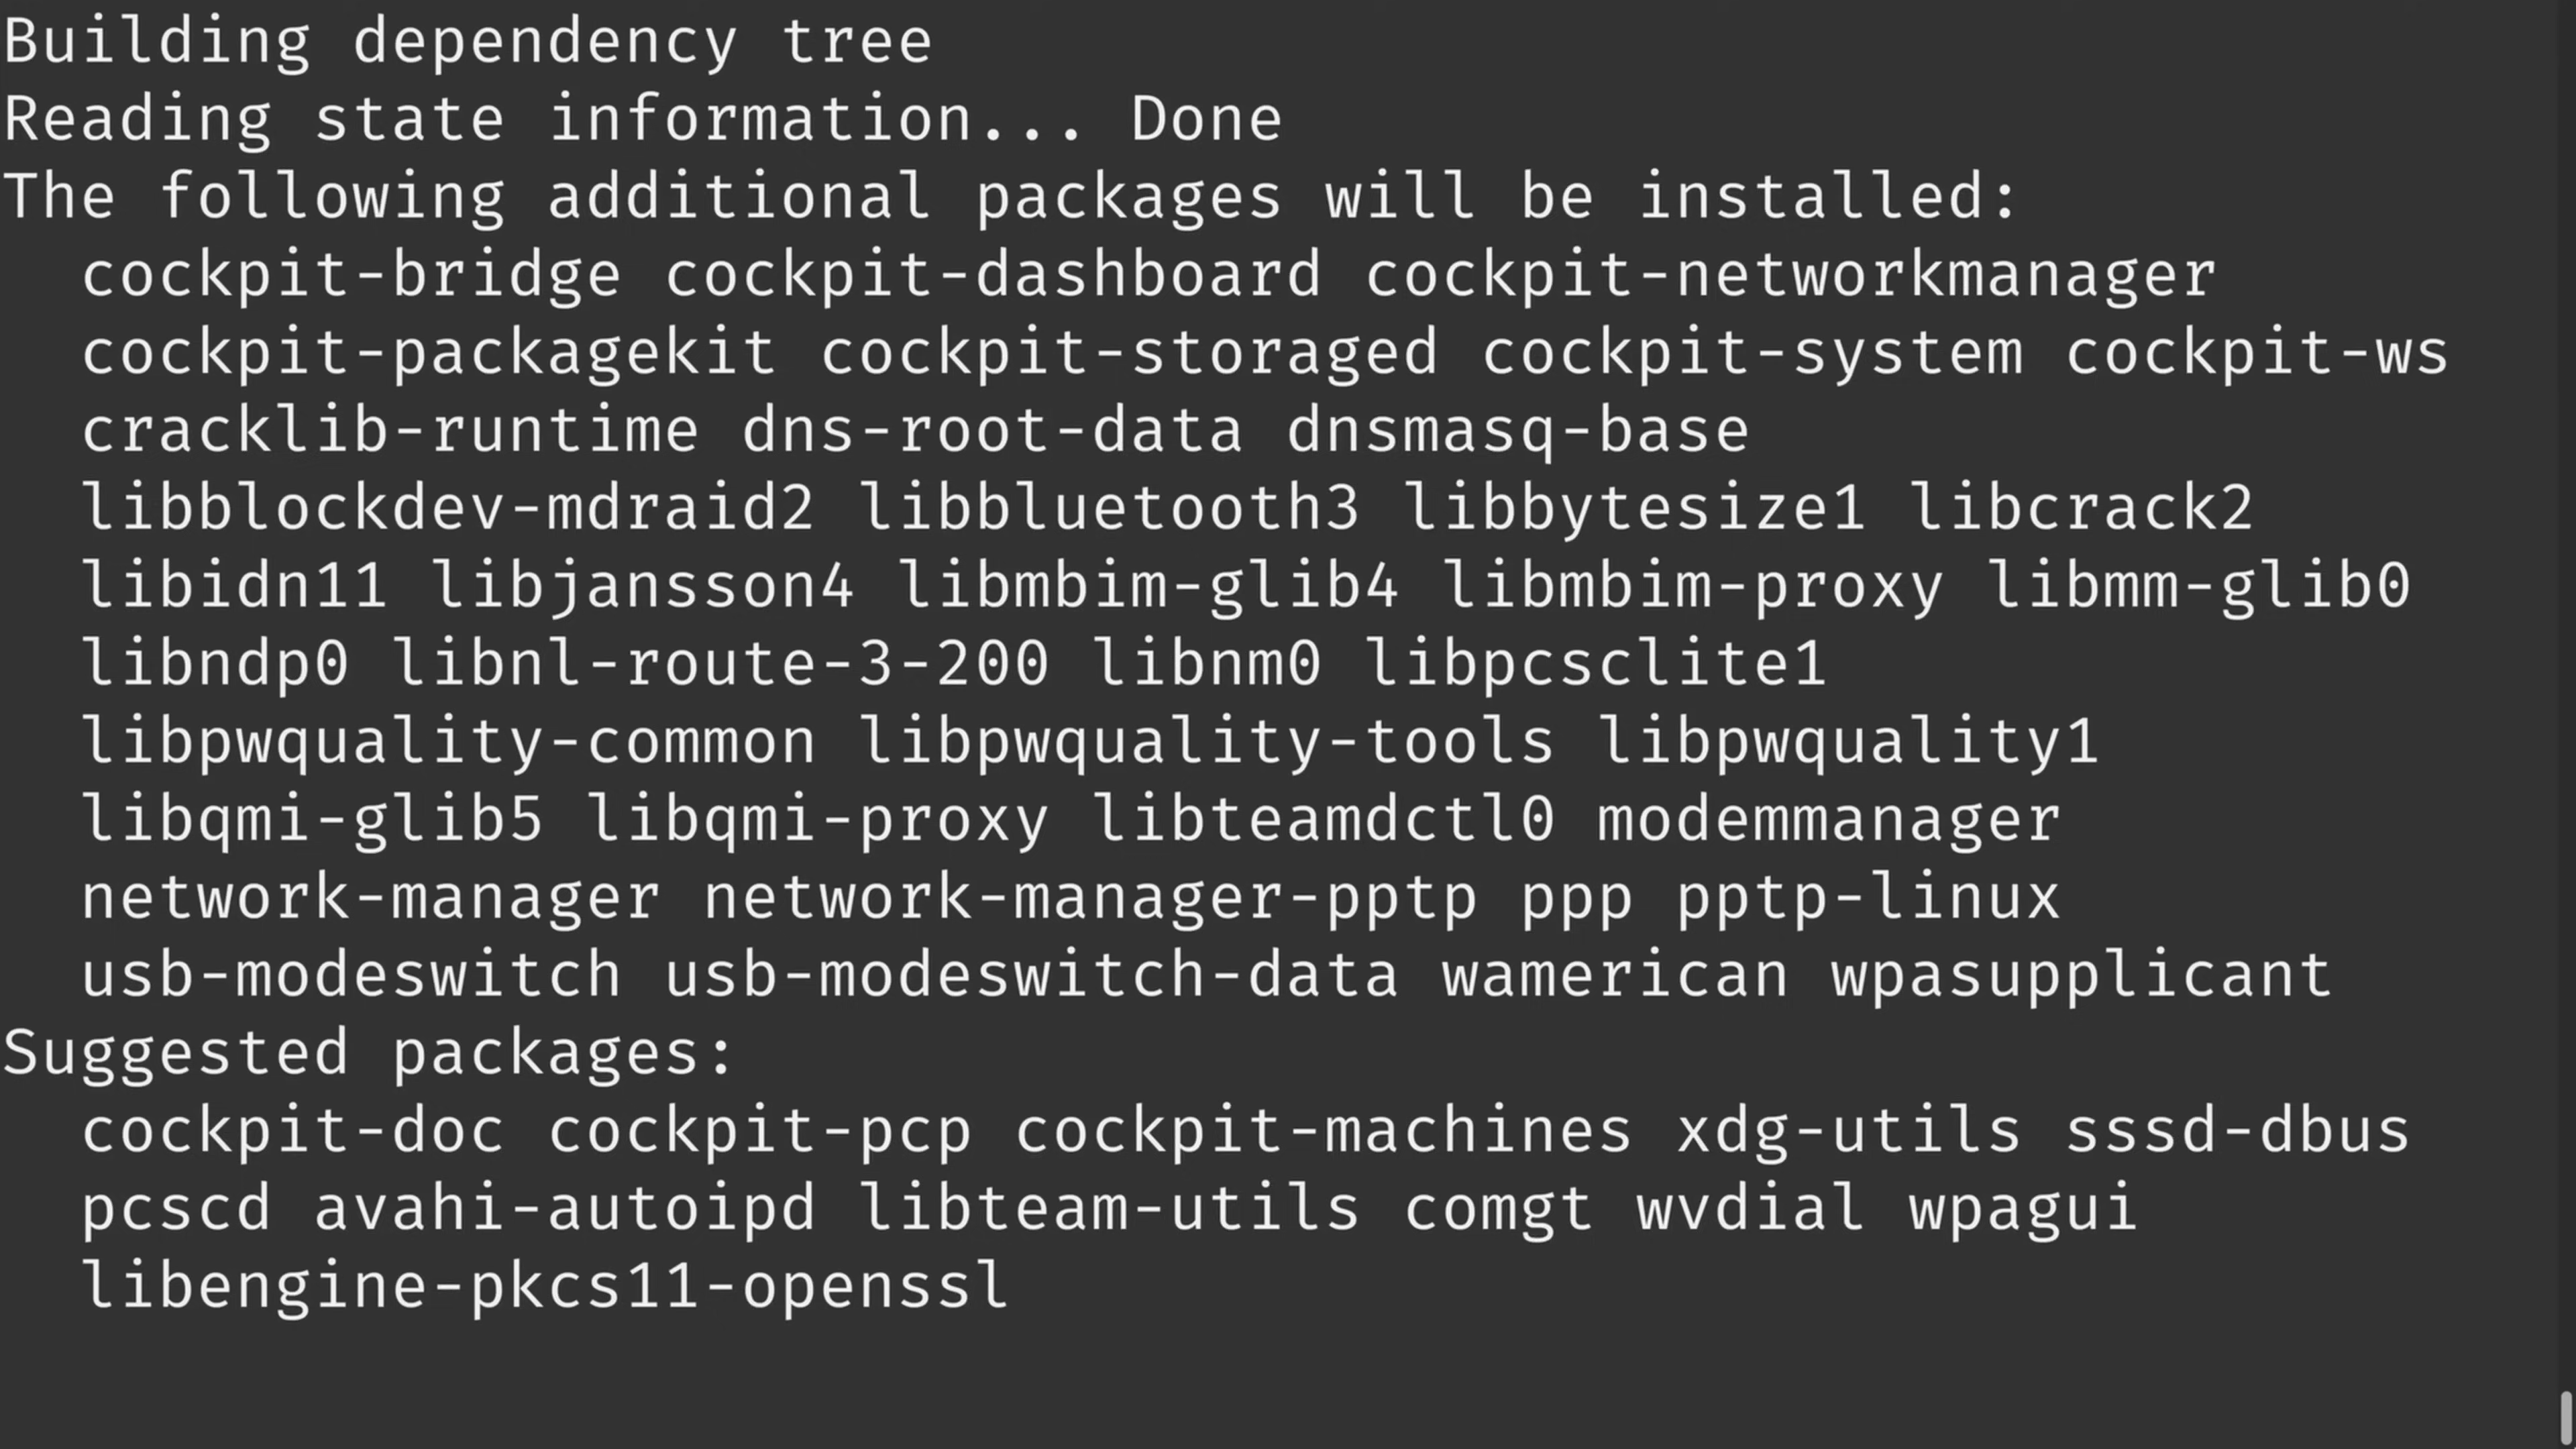 Building dependency tree
Reading state information... Done
The following additional packages will be installed:
cockpit-bridge cockpit-dashboard cockpit-networkmanager
cockpit-packagekit cockpit-storaged cockpit-system cockpit-ws
cracklib-runtime dns-root-data dnsmasq-base
libblockdev-mdraid2 libbluetooth3 libbytesize1 libcrack2
libidn11 libjansson4 libmbim-glib4 libmbim-proxy libmm-glib0
libndp0 libnl-route-3-200 libnm0 libpcsclite1
libpwquality-common libpwquality-tools libpwquality1
libqmi-glib5 libqmi-proxy libteamdctl0 modemmanager
network-manager network-manager-pptp ppp pptp-linux
usb-modeswitch usb-modeswitch-data wamerican wpasupplicant
Suggested packages:
cockpit-doc cockpit-pcp cockpit-machines xdg-utils sssd-dbus
pcscd avahi-autoipd libteam-utils comgt wvdial wpagui
libengine-pkcs11-openssl